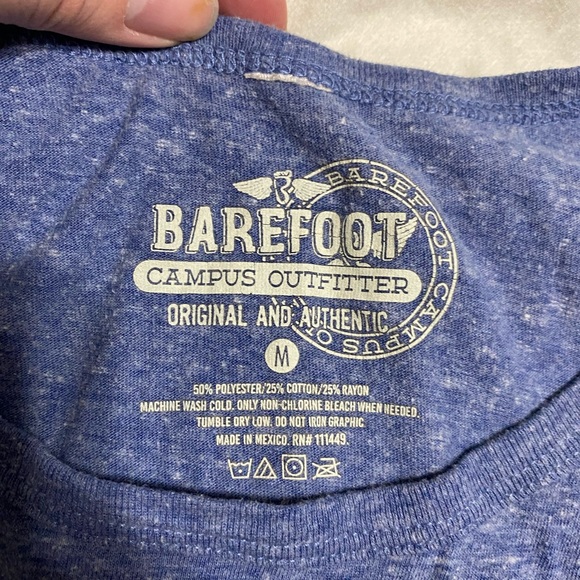 BAREFOOT
CAMPUS OUTFITTER
ORIGINAL AND AUTHENTIC
BAREFOOT CAMPUS O
M
50% POLYESTER/25% COTTON/25% RAYON
MACHINE WASH COLD. ONLY NON-CHLORINE BLEACH WHEN NEEDED.
TUMBLE DRY LOW. DO NOT IRON GRAPHIC
MADE IN MEXICO. RN# 111449.